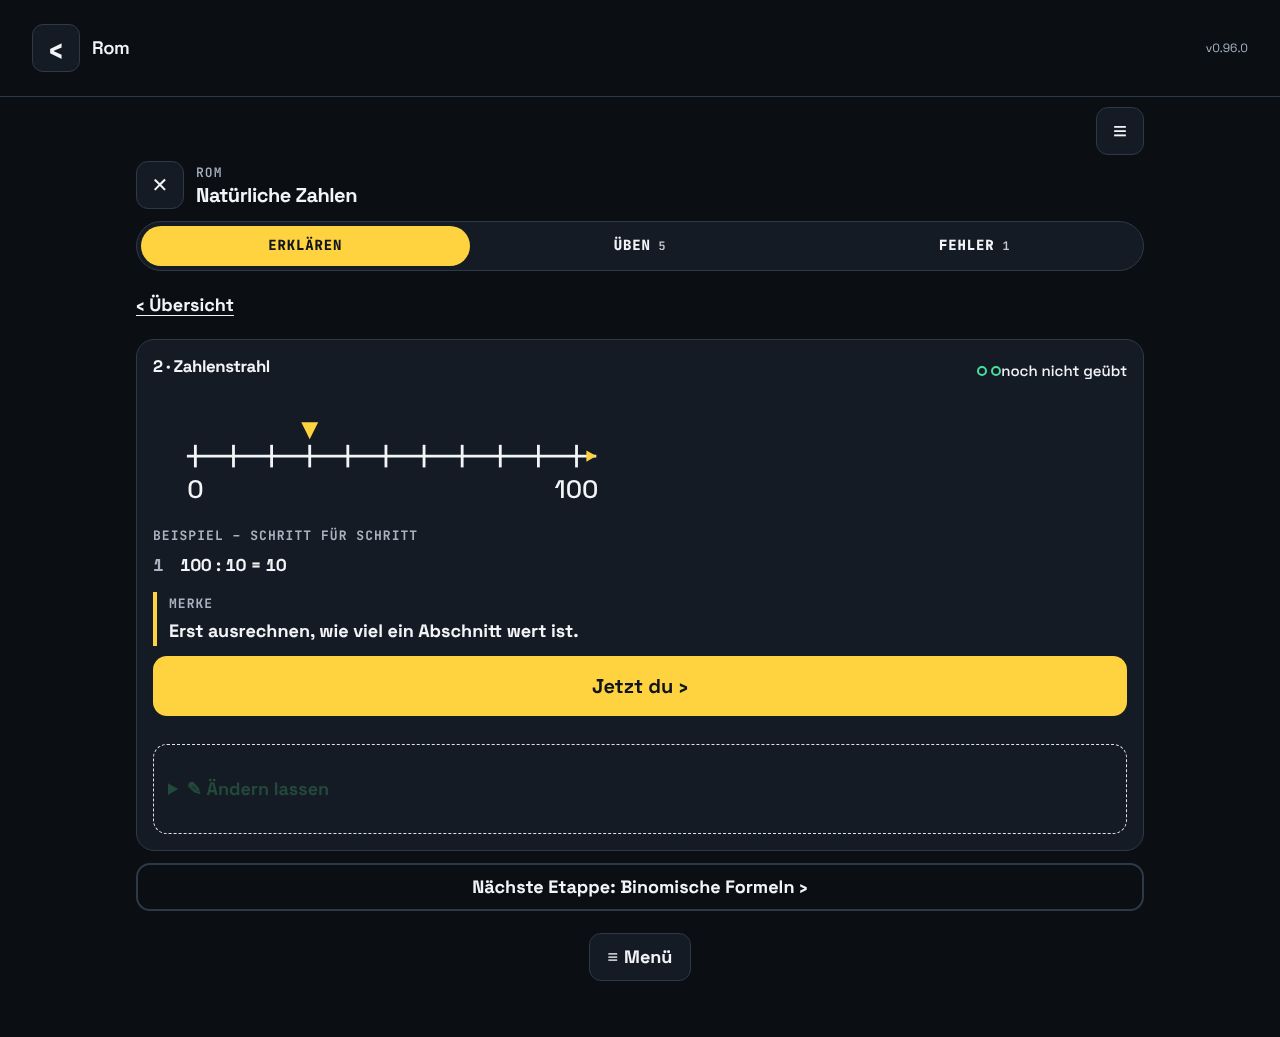 < Rom
v0.96.0
≡
×
ROM
Natürliche Zahlen
ERKLÄREN
ÜBEN 5
FEHLER 1
< Übersicht
2 · Zahlenstrahl
noch nicht geübt
0
100
BEISPIEL – SCHRITT FÜR SCHRITT
1 100 : 10 = 10
MERKE
Erst ausrechnen, wie viel ein Abschnitt wert ist.
Jetzt du >
▶ ✎ Ändern lassen
Nächste Etappe: Binomische Formeln >
≡ Menü